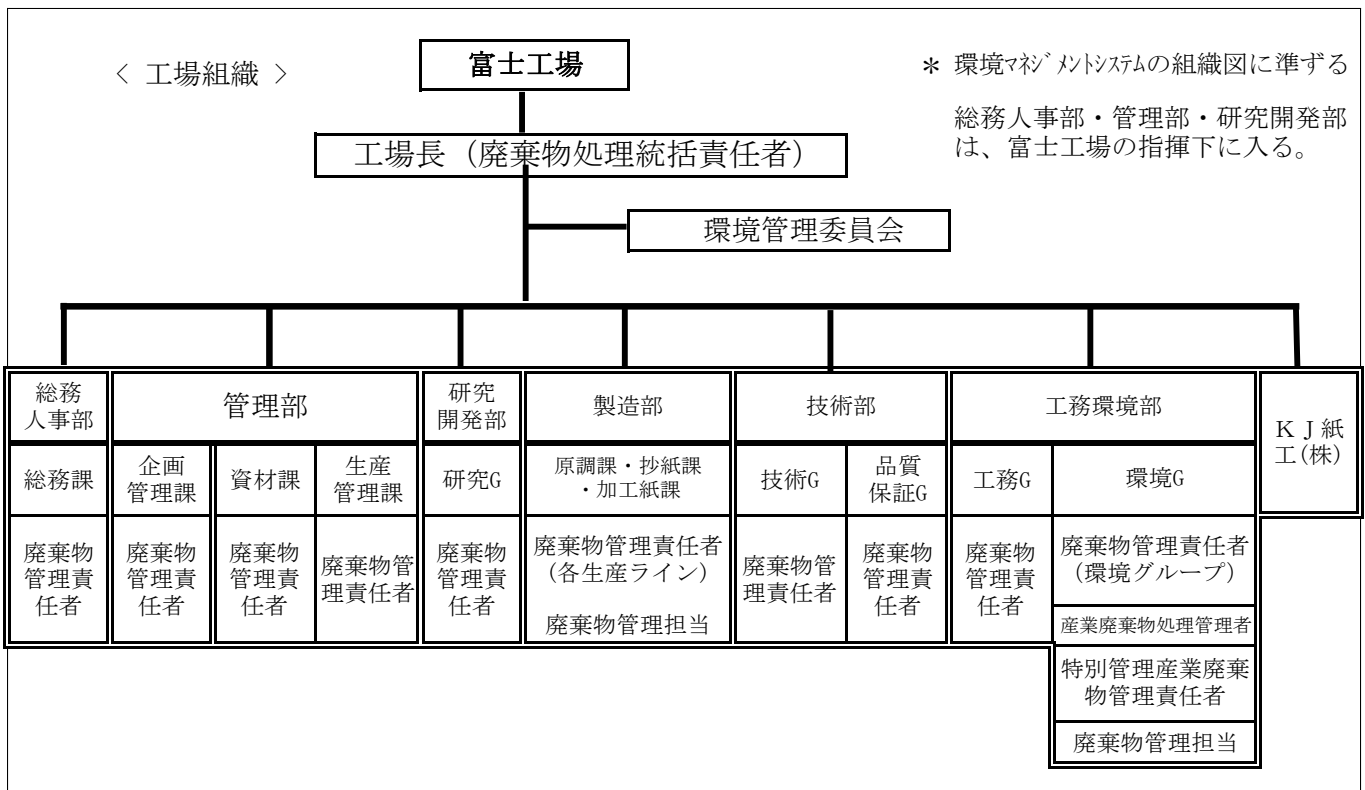 < 工場組織 >
富士工場
* 環境ﾏﾈｼﾞﾒﾝﾄｼｽﾃﾑの組織図に準ずる
総務人事部・管理部・研究開発部
は、富士工場の指揮下に入る。
工場長（廃棄物処理統括責任者）
環境管理委員会
総務
人事部
管理部
研究
開発部
製造部
技術部
工務環境部
ＫＪ紙
工(株)
総務課
企画
管理課
資材課
生産
管理課
研究G
原調課・抄紙課
・加工紙課
技術G
品質
保証G
工務G
環境G
廃棄物
管理責
任者
廃棄物
管理責
任者
廃棄物
管理責
任者
廃棄物管
理責任者
廃棄物
管理責
任者
廃棄物管理責任者
(各生産ライン)
廃棄物管理担当
廃棄物管
理責任者
廃棄物
管理責
任者
廃棄物
管理責
任者
廃棄物管理責任者
(環境グループ)
産業廃棄物処理管理者
特別管理産業廃棄
物管理責任者
廃棄物管理担当